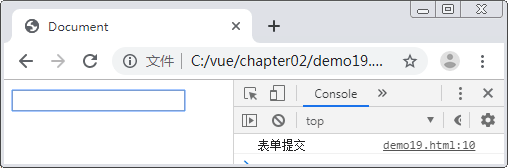 Document
文件 C:/vue/chapter02/demo19....
Console
top
表单提交 demo19.html:10